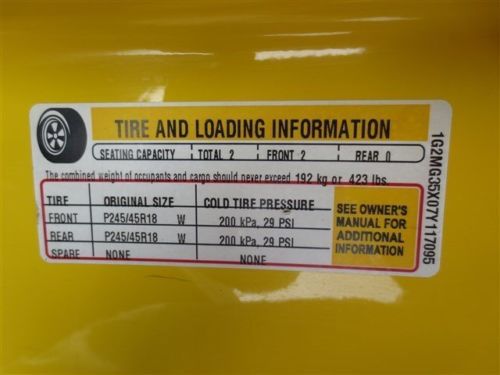 TIRE AND LOADING INFORMATION
SEATING CAPACITY TOTAL 2 FRONT 2 REAR 0
The combined weight of occupants and cargo should never exceed 192 kg or 423 lbs.
TIRE ORIGINAL SIZE COLD TIRE PRESSURE
FRONT P245/45R18 W 200 kPa, 29 PSI
REAR P245/45R18 W 200 kPa, 29 PSI
SPARE NONE NONE
SEE OWNER'S
MANUAL FOR
ADDITIONAL
INFORMATION
1G2MG35X07Y117095